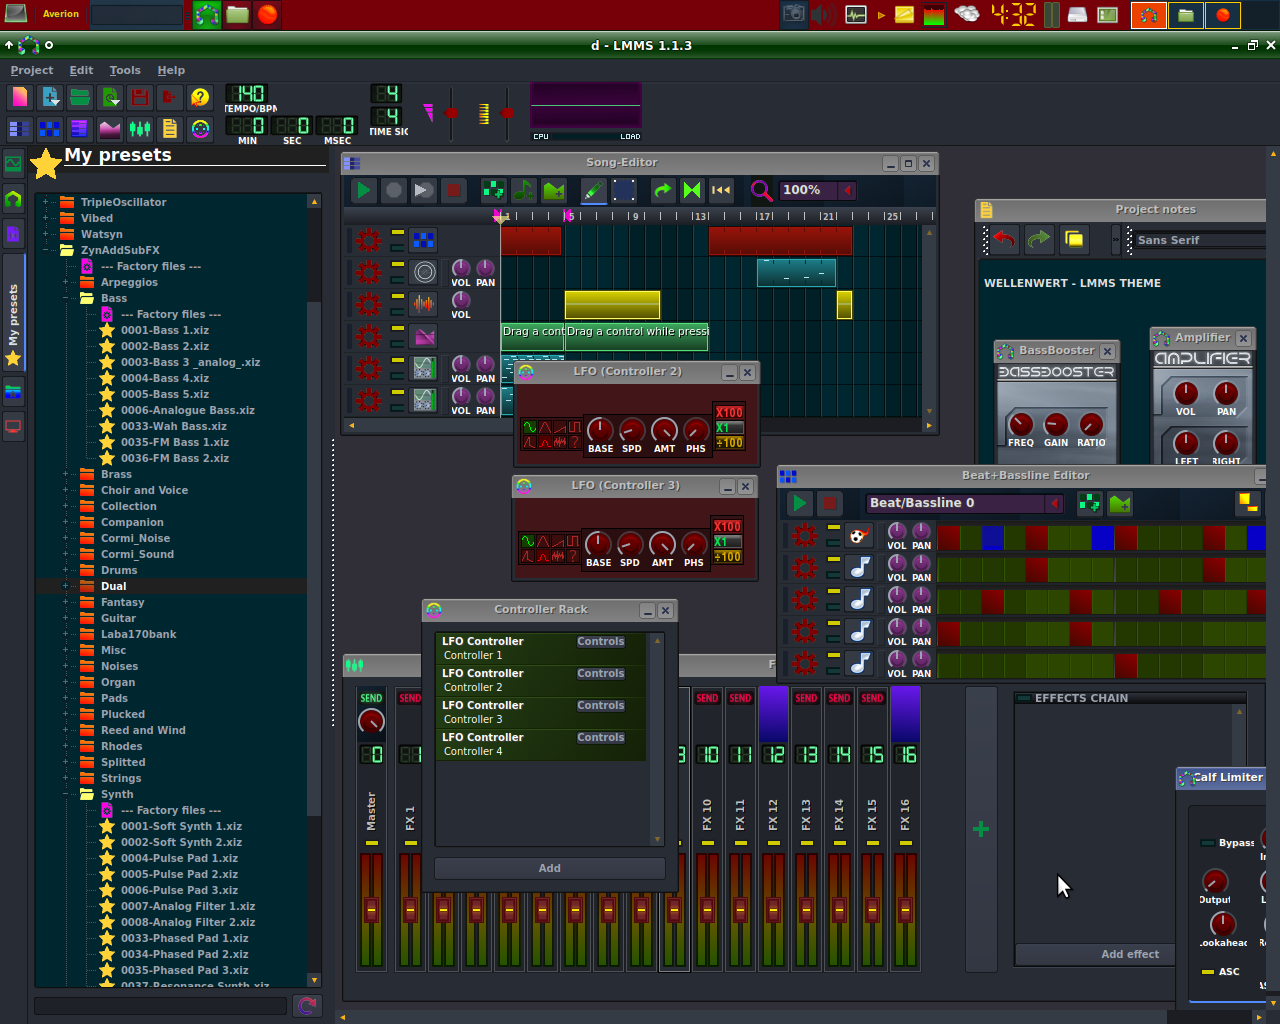 Averion
4:32
d - LMMS 1.1.3
Project Edit Tools Help
140
TEMPO/BPM
4
4
TIME SIG
0 0 0
MIN SEC MSEC
CPU LOAD
My presets
My presets
TripleOscillator
Vibed
Watsyn
ZynAddSubFX
--- Factory files ---
Arpeggios
Bass
--- Factory files ---
0001-Bass 1.xiz
0002-Bass 2.xiz
0003-Bass 3 _analog_.xiz
0004-Bass 4.xiz
0005-Bass 5.xiz
0006-Analogue Bass.xiz
0033-Wah Bass.xiz
0035-FM Bass 1.xiz
0036-FM Bass 2.xiz
Brass
Choir and Voice
Collection
Companion
Cormi_Noise
Cormi_Sound
Drums
Dual
Fantasy
Guitar
Laba170bank
Misc
Noises
Organ
Pads
Plucked
Reed and Wind
Rhodes
Splitted
Strings
Synth
--- Factory files ---
0001-Soft Synth 1.xiz
0002-Soft Synth 2.xiz
0004-Pulse Pad 1.xiz
0005-Pulse Pad 2.xiz
0006-Pulse Pad 3.xiz
0007-Analog Filter 1.xiz
0008-Analog Filter 2.xiz
0033-Phased Pad 1.xiz
0034-Phased Pad 2.xiz
0035-Phased Pad 3.xiz
0037-Resonance Synth.xiz
Song-Editor
100%
1 5 9 13 17 21 25
VOL PAN
VOL
Drag a cont
Drag a control while pressi
VOL PAN
VOL PAN
LFO (Controller 2)
BASE SPD AMT PHS
X100
X1
÷100
LFO (Controller 3)
BASE SPD AMT PHS
X100
X1
÷100
Controller Rack
LFO Controller Controls
Controller 1
LFO Controller Controls
Controller 2
LFO Controller Controls
Controller 3
LFO Controller Controls
Controller 4
Add
Project notes
Sans Serif
WELLENWERT - LMMS THEME
BassBooster
BASSBOOSTER
FREQ GAIN RATIO
Amplifier
AMPLIFIER
VOL PAN
LEFT RIGHT
Beat+Bassline Editor
Beat/Bassline 0
VOL PAN
VOL PAN
VOL PAN
VOL PAN
VOL PAN
F
SEND SEND SEND SEND SEND SEND SEND
0 1 10 11 12 13 14 15 16
Master FX 1 FX 10 FX 11 FX 12 FX 13 FX 14 FX 15 FX 16
EFFECTS CHAIN
Add effect
Calf Limiter
Bypass
Output
Lookahead
ASC